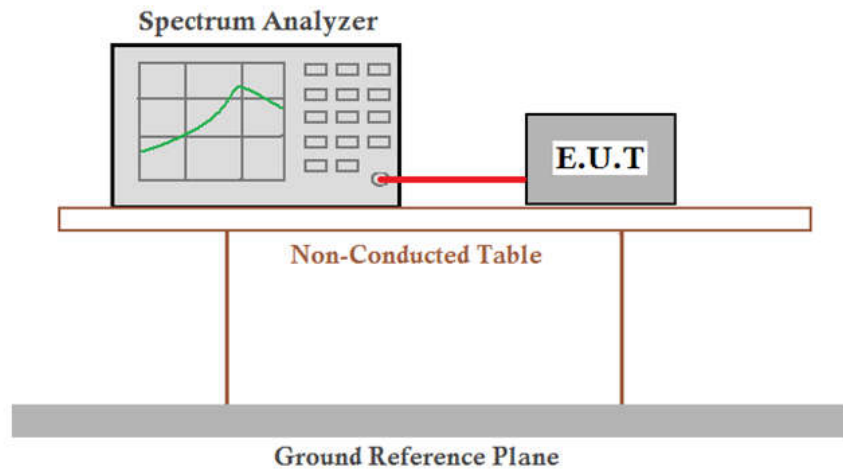 Spectrum Analyzer
E.U.T
Non-Conducted Table
Ground Reference Plane